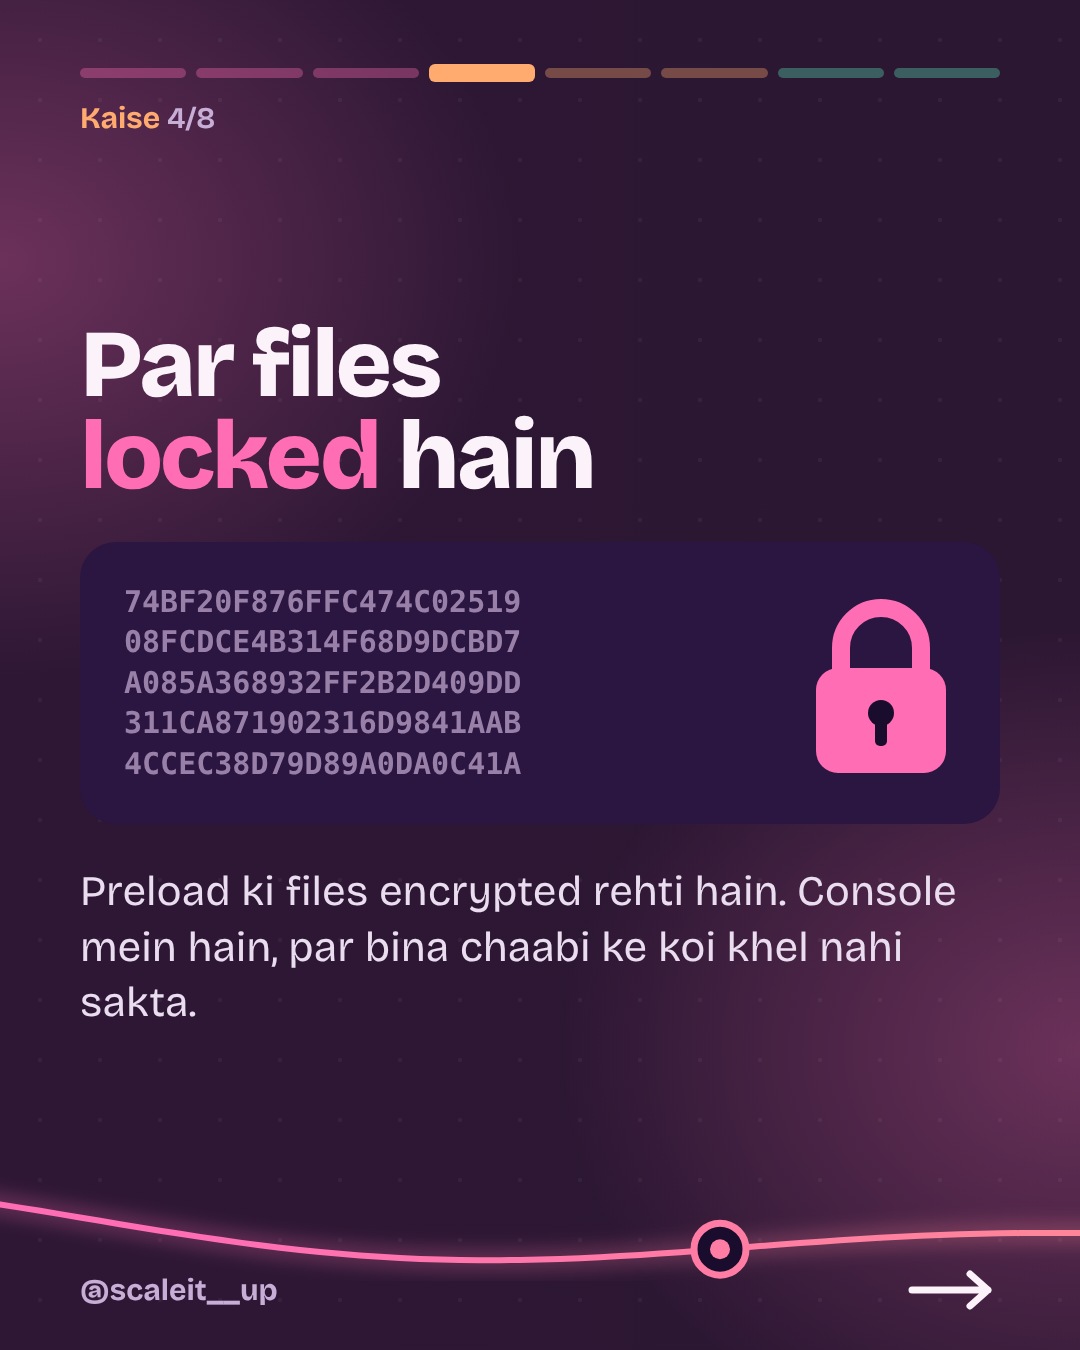 Kaise 4/8
Par files
locked hain
74BF20F876FFC474C02519
08FCDCE4B314F68D9DCBD7
A085A368932FF2B2D409DD
311CA871902316D9841AAB
4CCEC38D79D89A0DA0C41A
Preload ki files encrypted rehti hain. Console
mein hain, par bina chaabi ke koi khel nahi
sakta.
@scaleit__up